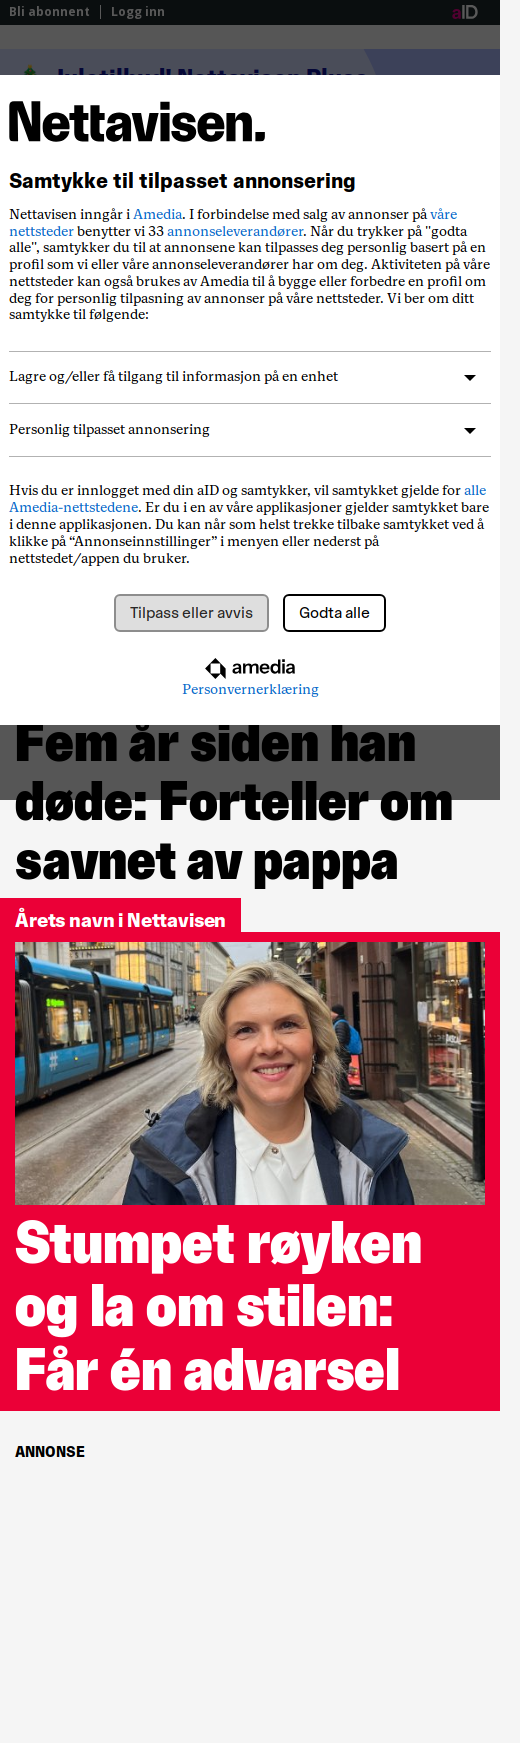 Bli abonnent | Logg inn
aID
Juletilbud! Nettavisen Pluss
Nettavisen.
Samtykke til tilpasset annonsering
Nettavisen inngår i Amedia. I forbindelse med salg av annonser på våre
nettsteder benytter vi 33 annonseleverandører. Når du trykker på "godta
alle", samtykker du til at annonsene kan tilpasses deg personlig basert på en
profil som vi eller våre annonseleverandører har om deg. Aktiviteten på våre
nettsteder kan også brukes av Amedia til å bygge eller forbedre en profil om
deg for personlig tilpasning av annonser på våre nettsteder. Vi ber om ditt
samtykke til følgende:
Lagre og/eller få tilgang til informasjon på en enhet
Personlig tilpasset annonsering
Hvis du er innlogget med din aID og samtykker, vil samtykket gjelde for alle
Amedia-nettstedene. Er du i en av våre applikasjoner gjelder samtykket bare
i denne applikasjonen. Du kan når som helst trekke tilbake samtykket ved å
klikke på “Annonseinnstillinger” i menyen eller nederst på
nettstedet/appen du bruker.
Tilpass eller avvis
Godta alle
amedia
Personvernerklæring
Fem år siden han
døde: Forteller om
savnet av pappa
Årets navn i Nettavisen
Stumpet røyken
og la om stilen:
Får én advarsel
ANNONSE